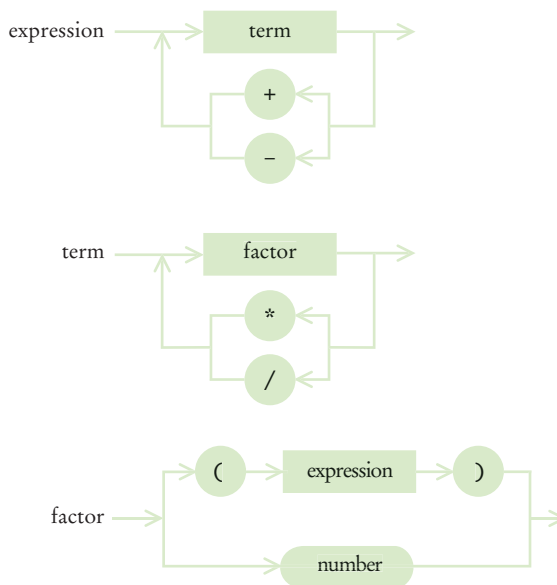 expression term
+
-
term factor
*
/
( expression )
factor
number